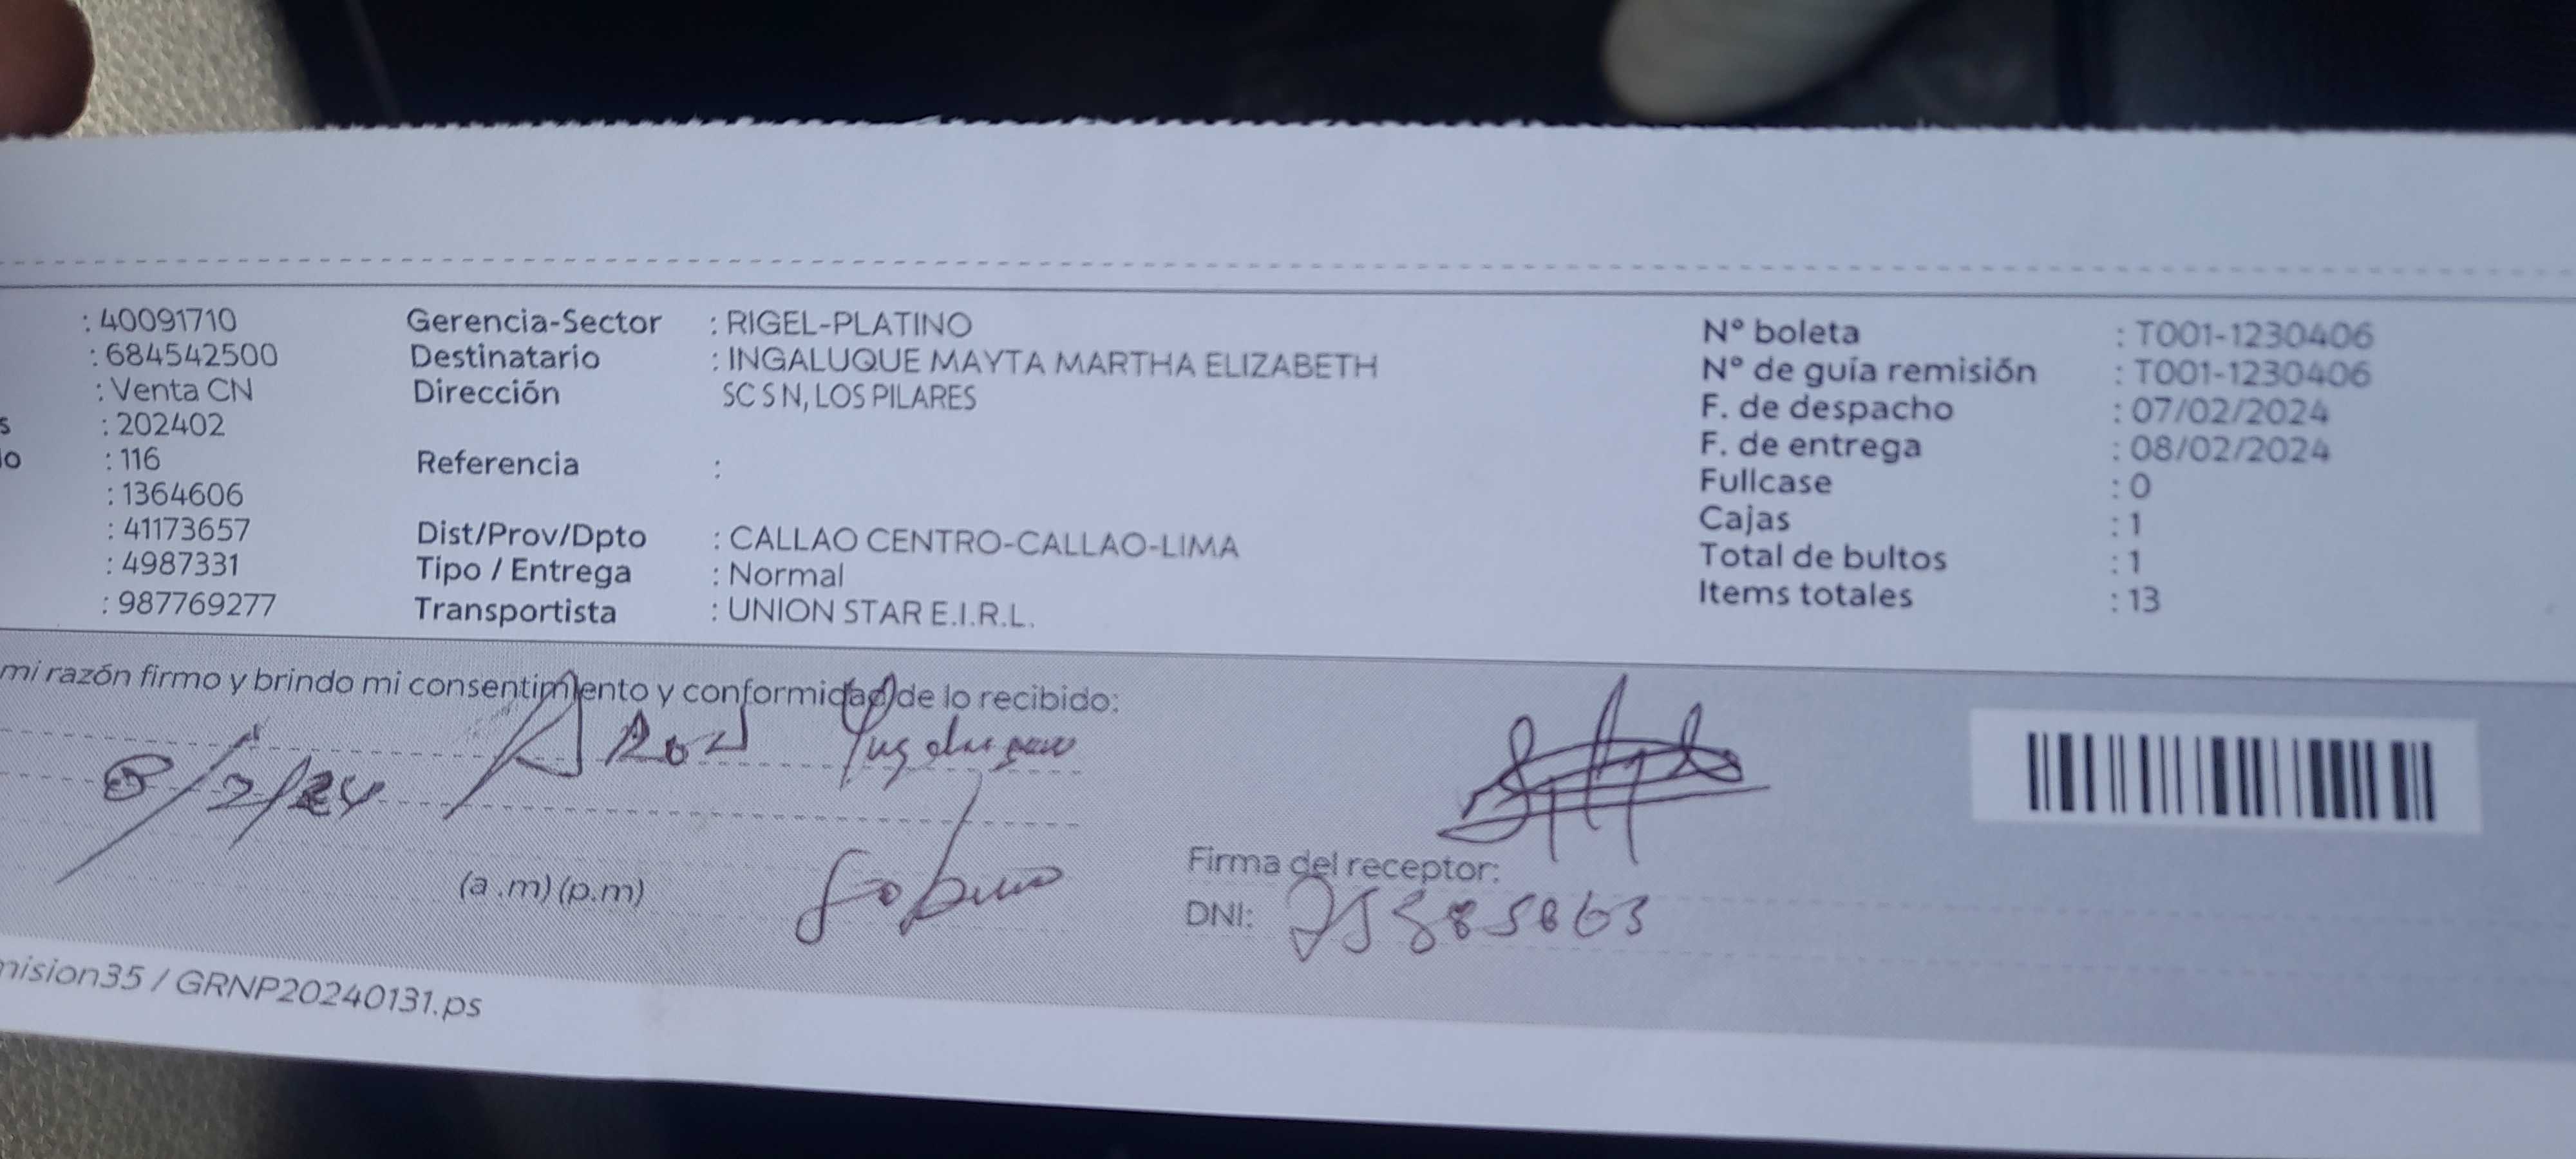 : 40091710 Gerencia-Sector : RIGEL-PLATINO Nº boleta : T001-1230406
: 684542500 Destinatario : INGALUQUE MAYTA MARTHA ELIZABETH Nº de guía remisión : T001-1230406
: Venta CN Dirección SC S N, LOS PILARES F. de despacho : 07/02/2024
s : 202402 F. de entrega : 08/02/2024
o : 116 Referencia : Fullcase : 0
: 1364606 Cajas : 1
: 41173657 Dist/Prov/Dpto : CALLAO CENTRO-CALLAO-LIMA Total de bultos : 1
: 4987331 Tipo / Entrega : Normal Items totales : 13
: 987769277 Transportista : UNION STAR E.I.R.L.
mi razón firmo y brindo mi consentimiento y conformidad de lo recibido:
8/2/24
(a .m) (p.m)
Firma del receptor:
DNI:
mision35 / GRNP20240131.ps